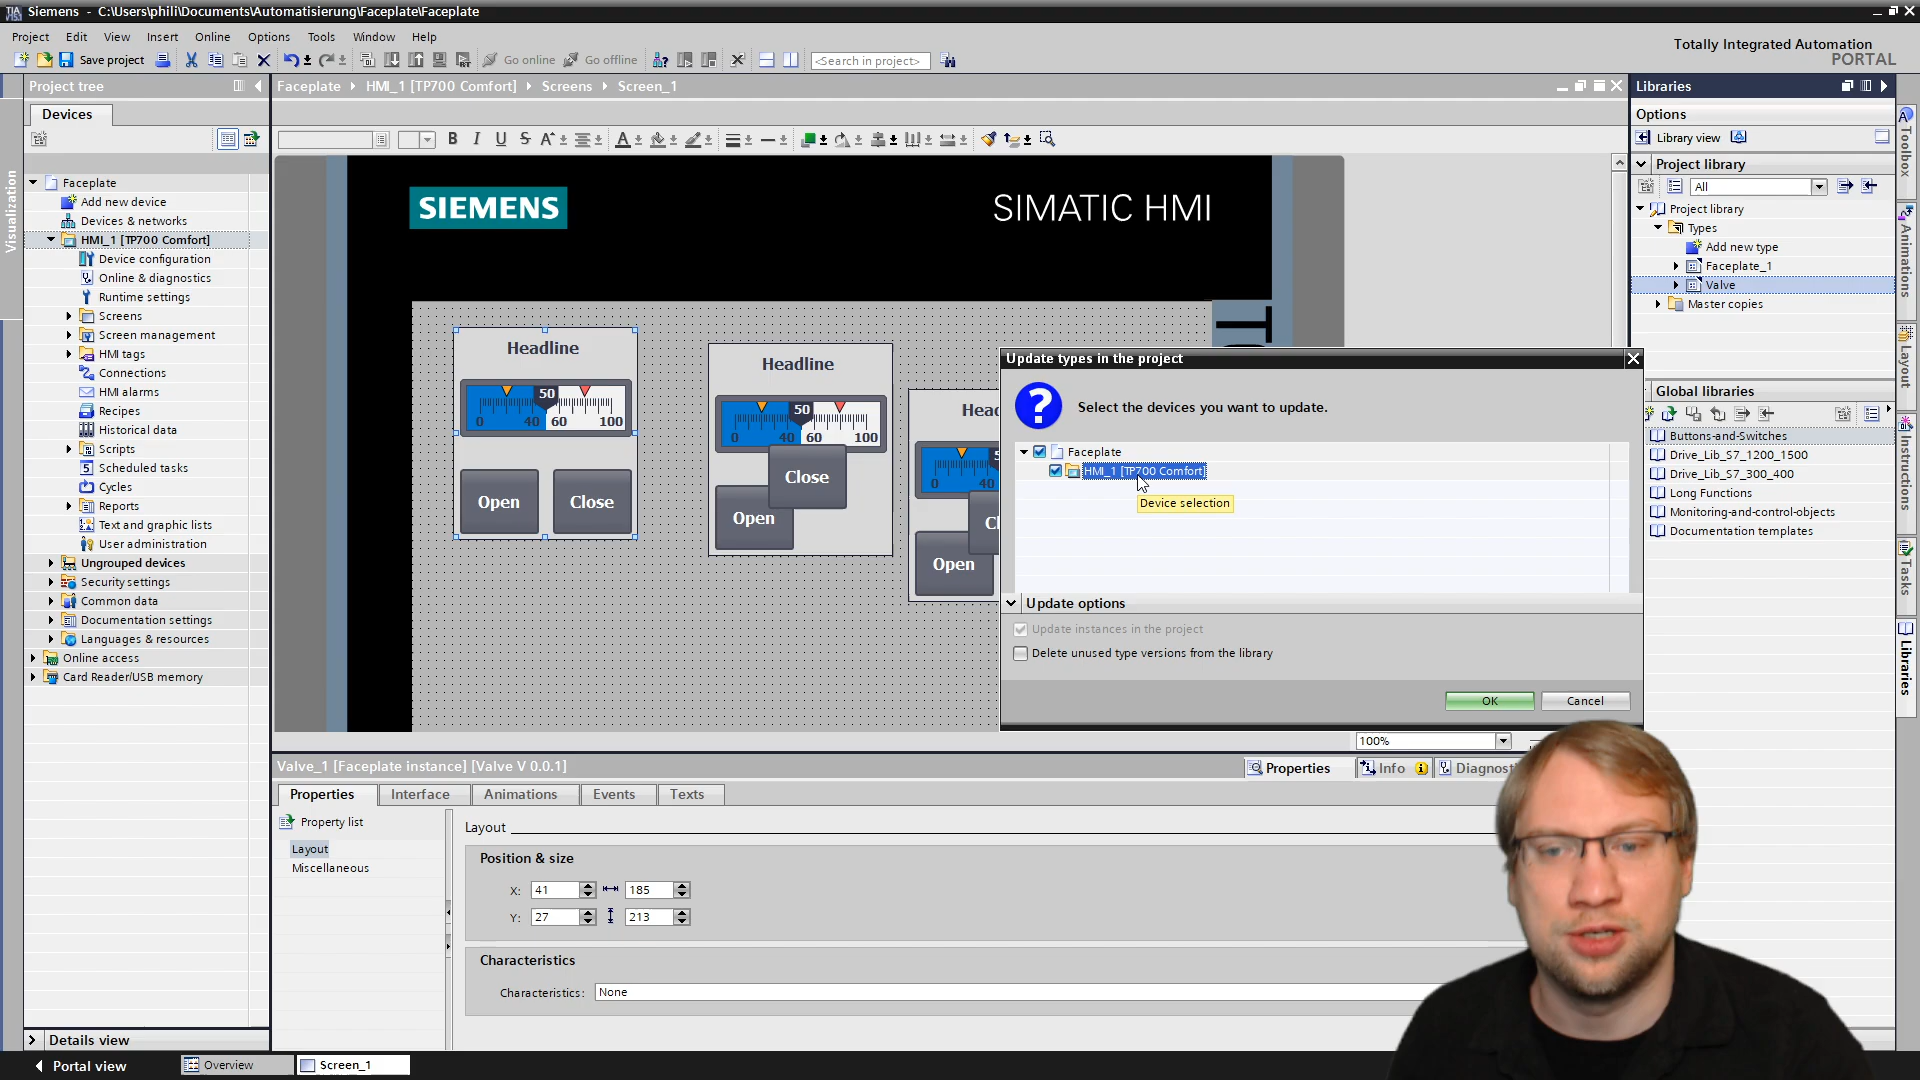 Siemens - C:\Users\phili\Documents\Automatisierung\Faceplate\Faceplate
Project Edit View Insert Online Options Tools Window Help
Totally Integrated Automation
PORTAL
Save project
Go online
Go offline
<Search in project>
Project tree
Devices
Visualization
Faceplate
Add new device
Devices & networks
HMI_1 [TP700 Comfort]
Device configuration
Online & diagnostics
Runtime settings
Screens
Screen management
HMI tags
Connections
HMI alarms
Recipes
Historical data
Scripts
Scheduled tasks
Cycles
Reports
Text and graphic lists
User administration
Ungrouped devices
Security settings
Common data
Documentation settings
Languages & resources
Online access
Card Reader/USB memory
Details view
Portal view
Overview
Screen_1
Faceplate HMI_1 [TP700 Comfort] Screens Screen_1
B I U S A A
SIEMENS
SIMATIC HMI
Headline
50
0 40 60 100
Open
Close
Headline
50
0 40 60 100
Close
Open
Head
0 40
Cl
Open
Update types in the project
Select the devices you want to update.
Faceplate
HMI_1 [TP700 Comfort]
Device selection
Update options
Update instances in the project
Delete unused type versions from the library
OK
Cancel
100%
Valve_1 [Faceplate instance] [Valve V 0.0.1]
Properties
Info
Diagnost
Properties Interface Animations Events Texts
Property list
Layout
Miscellaneous
Layout
Position & size
X: 41 185
Y: 27 213
Characteristics
Characteristics: None
Libraries
Options
Library view
Project library
All
Project library
Types
Add new type
Faceplate_1
Valve
Master copies
Global libraries
Buttons-and-Switches
Drive_Lib_S7_1200_1500
Drive_Lib_S7_300_400
Long Functions
Monitoring-and-control-objects
Documentation templates
Toolbox
Animations
Layout
Instructions
Tasks
Libraries